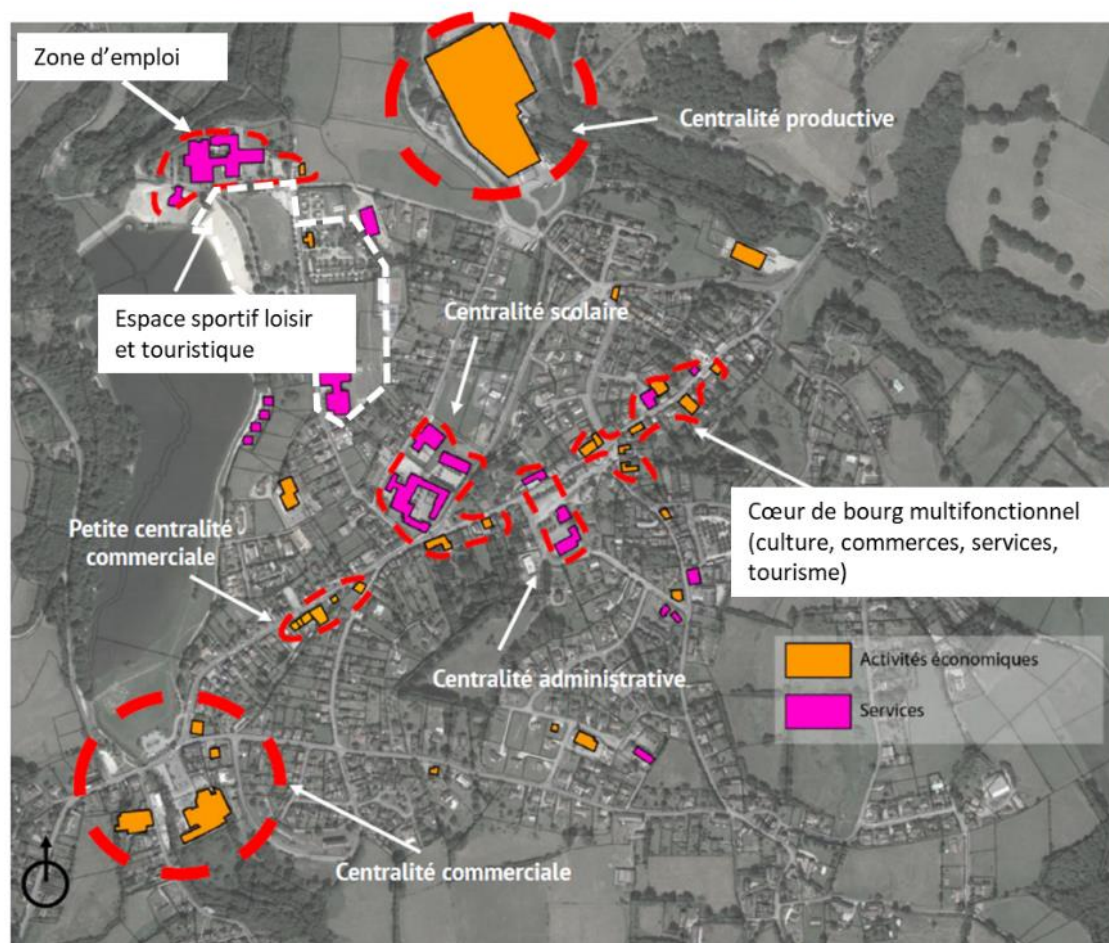 Zone d’emploi
Centralité productive
Espace sportif loisir
et touristique
Centralité scolaire
Petite centralité
commerciale
Cœur de bourg multifonctionnel
(culture, commerces, services,
tourisme)
Activités économiques
Centralité administrative
Services
Centralité commerciale